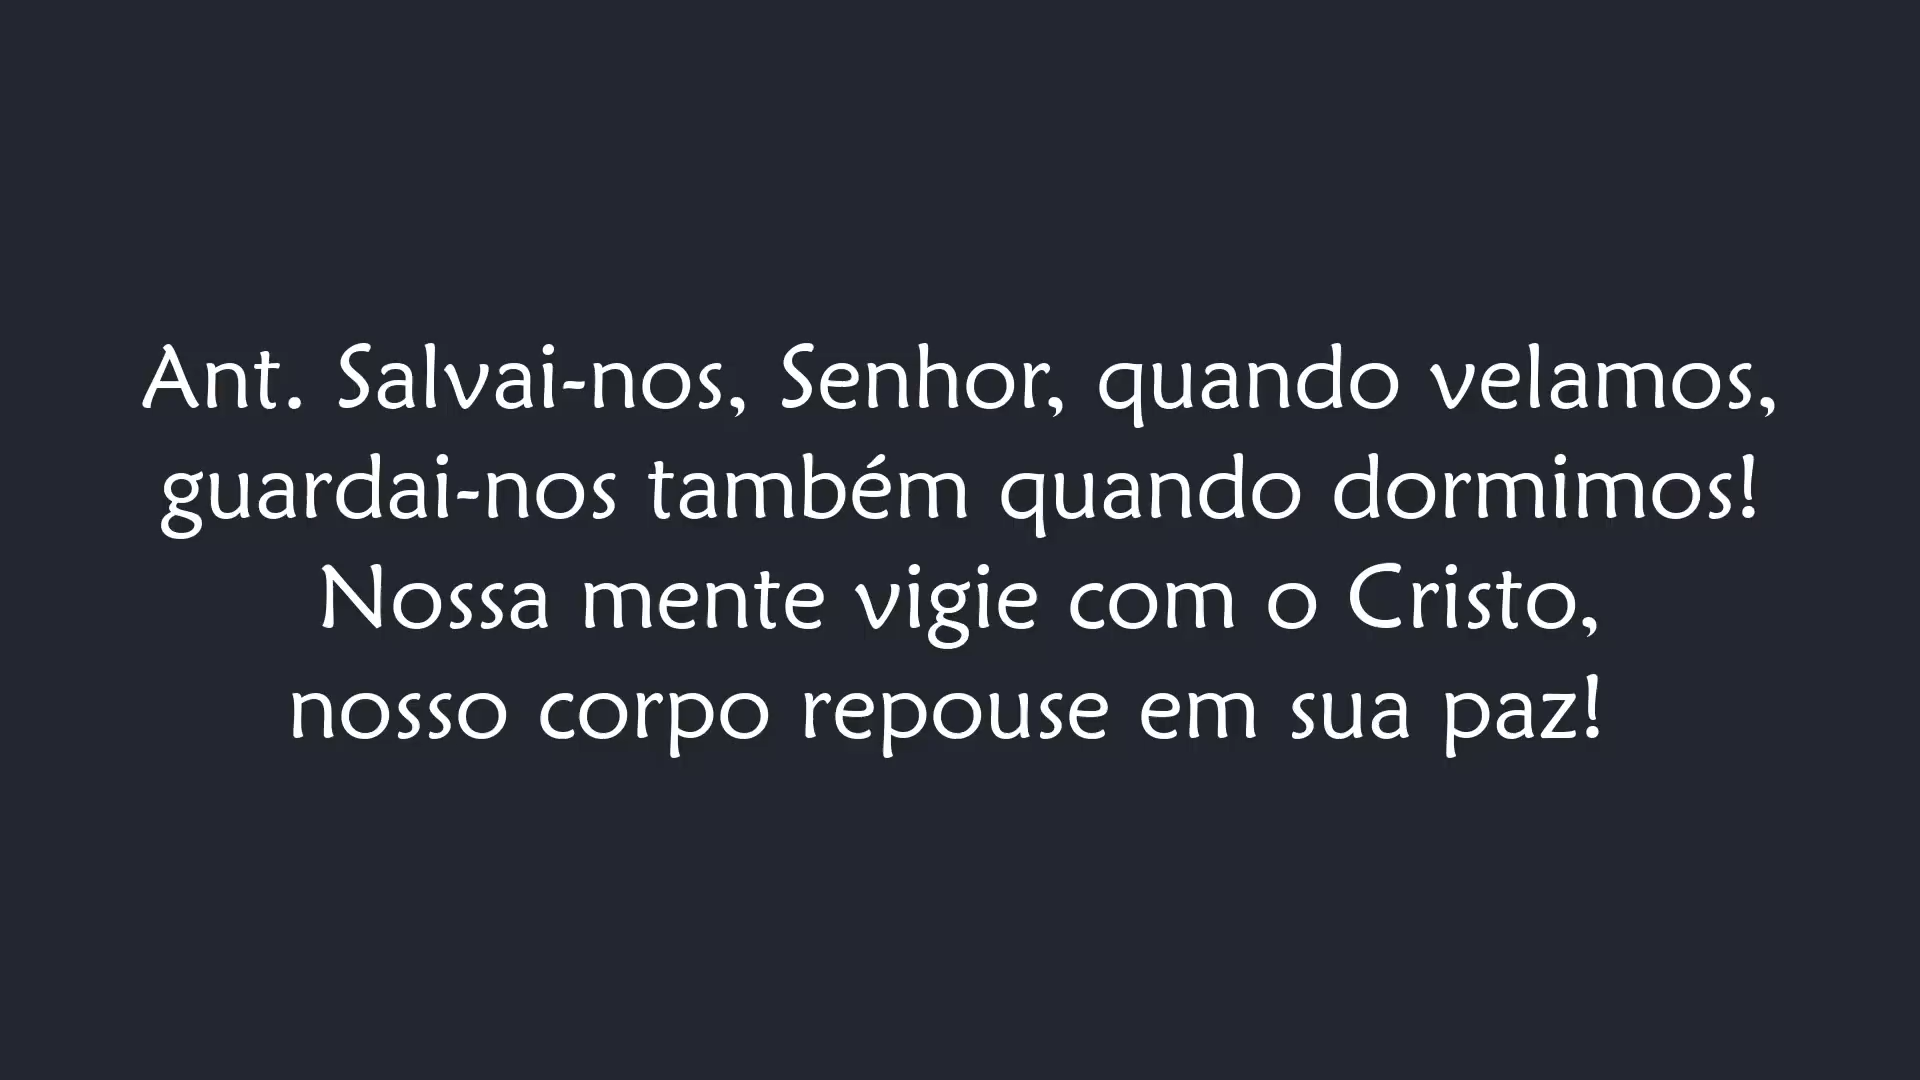 Ant. Salvai-nos, Senhor, quando velamos,
guardai-nos também quando dormimos!
Nossa mente vigie com o Cristo,
nosso corpo repouse em sua paz!